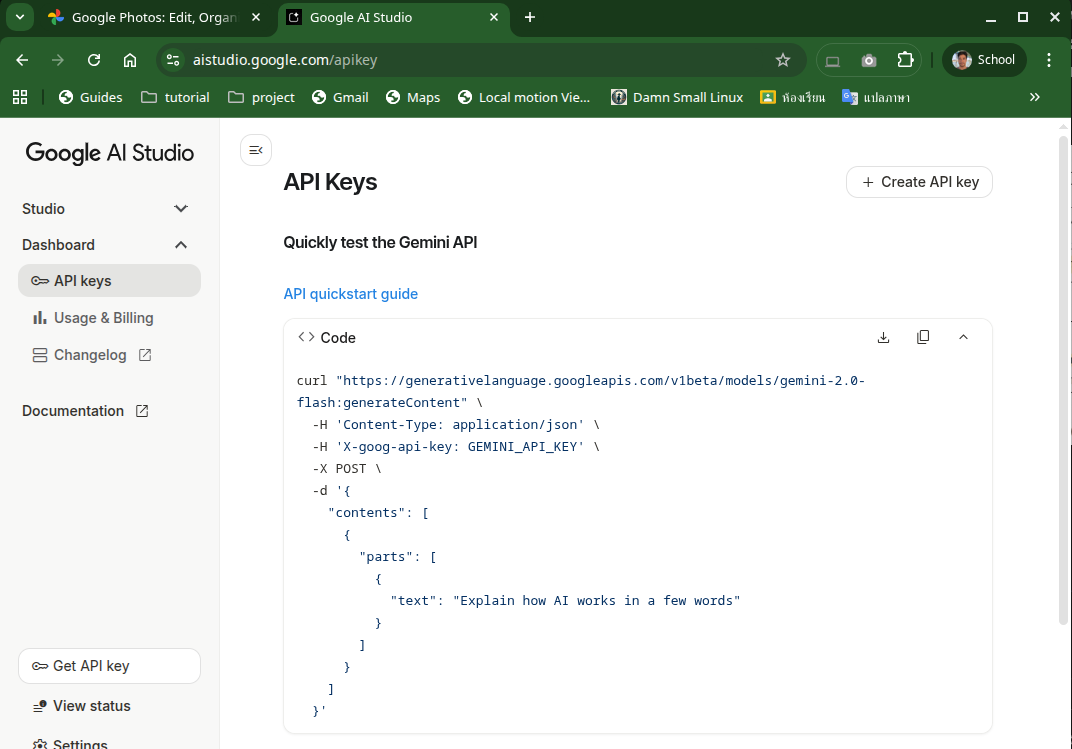 Google Photos: Edit, Organ
Google AI Studio
aistudio.google.com/apikey
School
Guides
tutorial
project
Gmail
Maps
Local motion Vie...
Damn Small Linux
ห้องเรียน
แปลภาษา
Google AI Studio
Studio
Dashboard
API keys
Usage & Billing
Changelog
Documentation
Get API key
View status
Settings
API Keys
Create API key
Quickly test the Gemini API
API quickstart guide
Code
curl "https://generativelanguage.googleapis.com/v1beta/models/gemini-2.0-
flash:generateContent" \
  -H 'Content-Type: application/json' \
  -H 'X-goog-api-key: GEMINI_API_KEY' \
  -X POST \
  -d '{
    "contents": [
      {
        "parts": [
          {
            "text": "Explain how AI works in a few words"
          }
        ]
      }
    ]
  }'